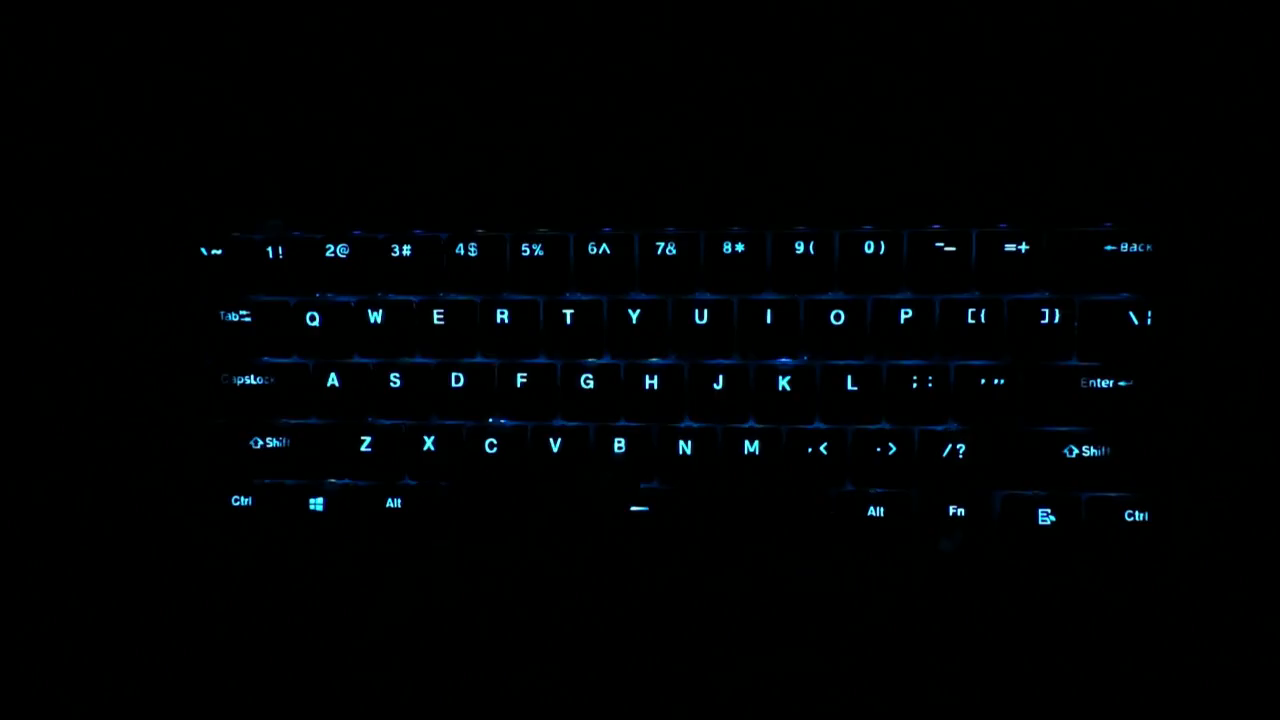 `~ 1! 2@ 3# 4$ 5% 6^ 7& 8* 9( 0) -_ =+ ←Back
Tab Q W E R T Y U I O P [{ ]} \|
CapsLock A S D F G H J K L ;: '" Enter
Shift Z X C V B N M ,< .> /? Shift
Ctrl Alt Alt Fn Ctrl